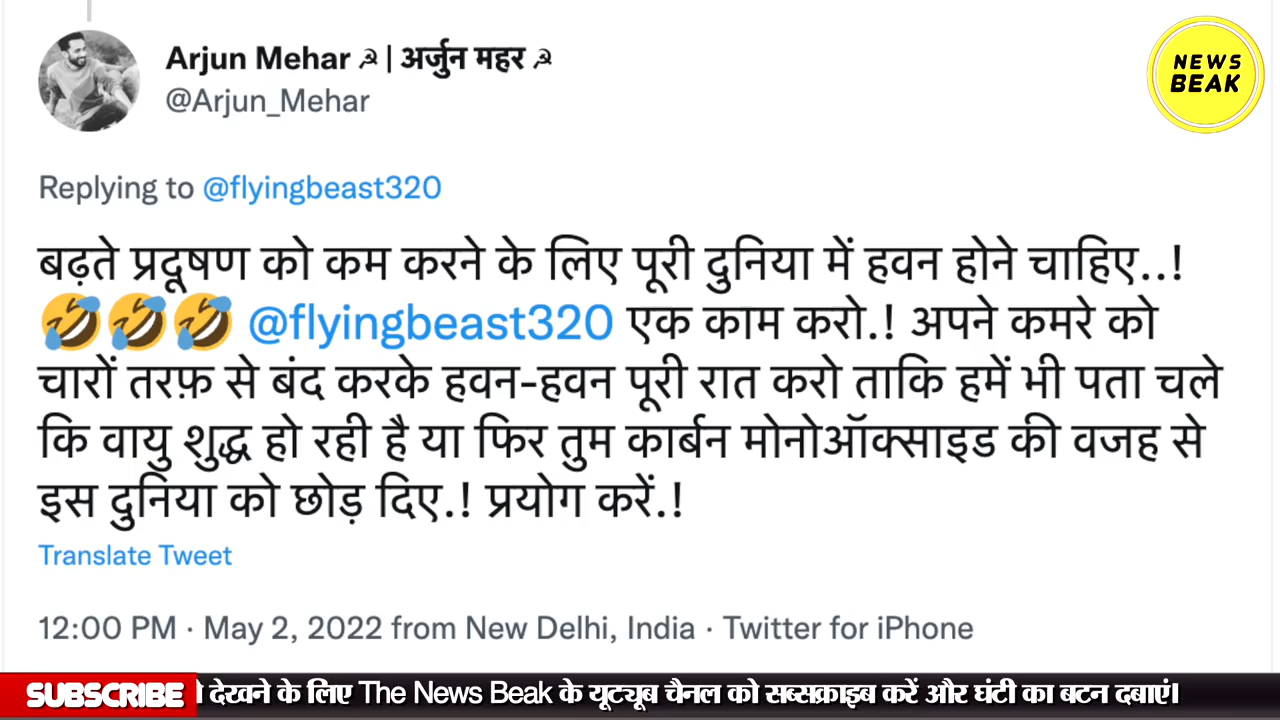 Arjun Mehar ☭ | अर्जुन महर ☭
@Arjun_Mehar
NEWS
BEAK
Replying to @flyingbeast320
बढ़ते प्रदूषण को कम करने के लिए पूरी दुनिया में हवन होने चाहिए..!
🤣🤣🤣 @flyingbeast320 एक काम करो.! अपने कमरे को
चारों तरफ़ से बंद करके हवन-हवन पूरी रात करो ताकि हमें भी पता चले
कि वायु शुद्ध हो रही है या फिर तुम कार्बन मोनोऑक्साइड की वजह से
इस दुनिया को छोड़ दिए.! प्रयोग करें.!
Translate Tweet
12:00 PM · May 2, 2022 from New Delhi, India · Twitter for iPhone
SUBSCRIBE देखने के लिए The News Beak के यूट्यूब चैनल को सब्सक्राइब करें और घंटी का बटन दबाएं।